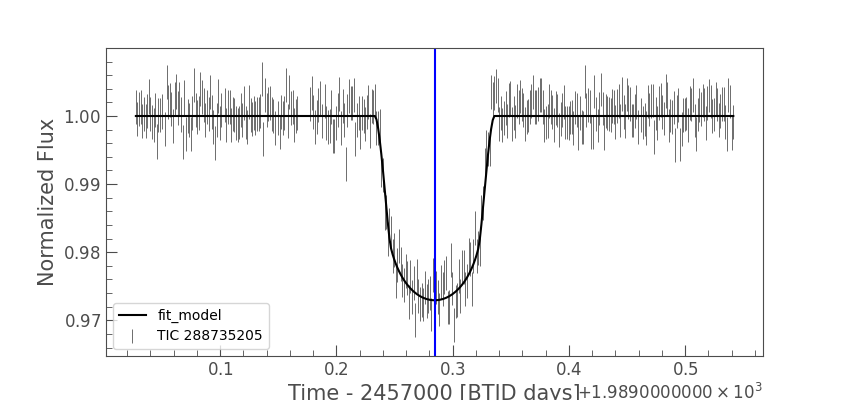 Normalized Flux
1.00
0.99
0.98
0.97
fit_model
TIC 288735205
0.1 0.2 0.3 0.4 0.5
Time - 2457000 [BTJD days]
+1.9890000000 × 10³